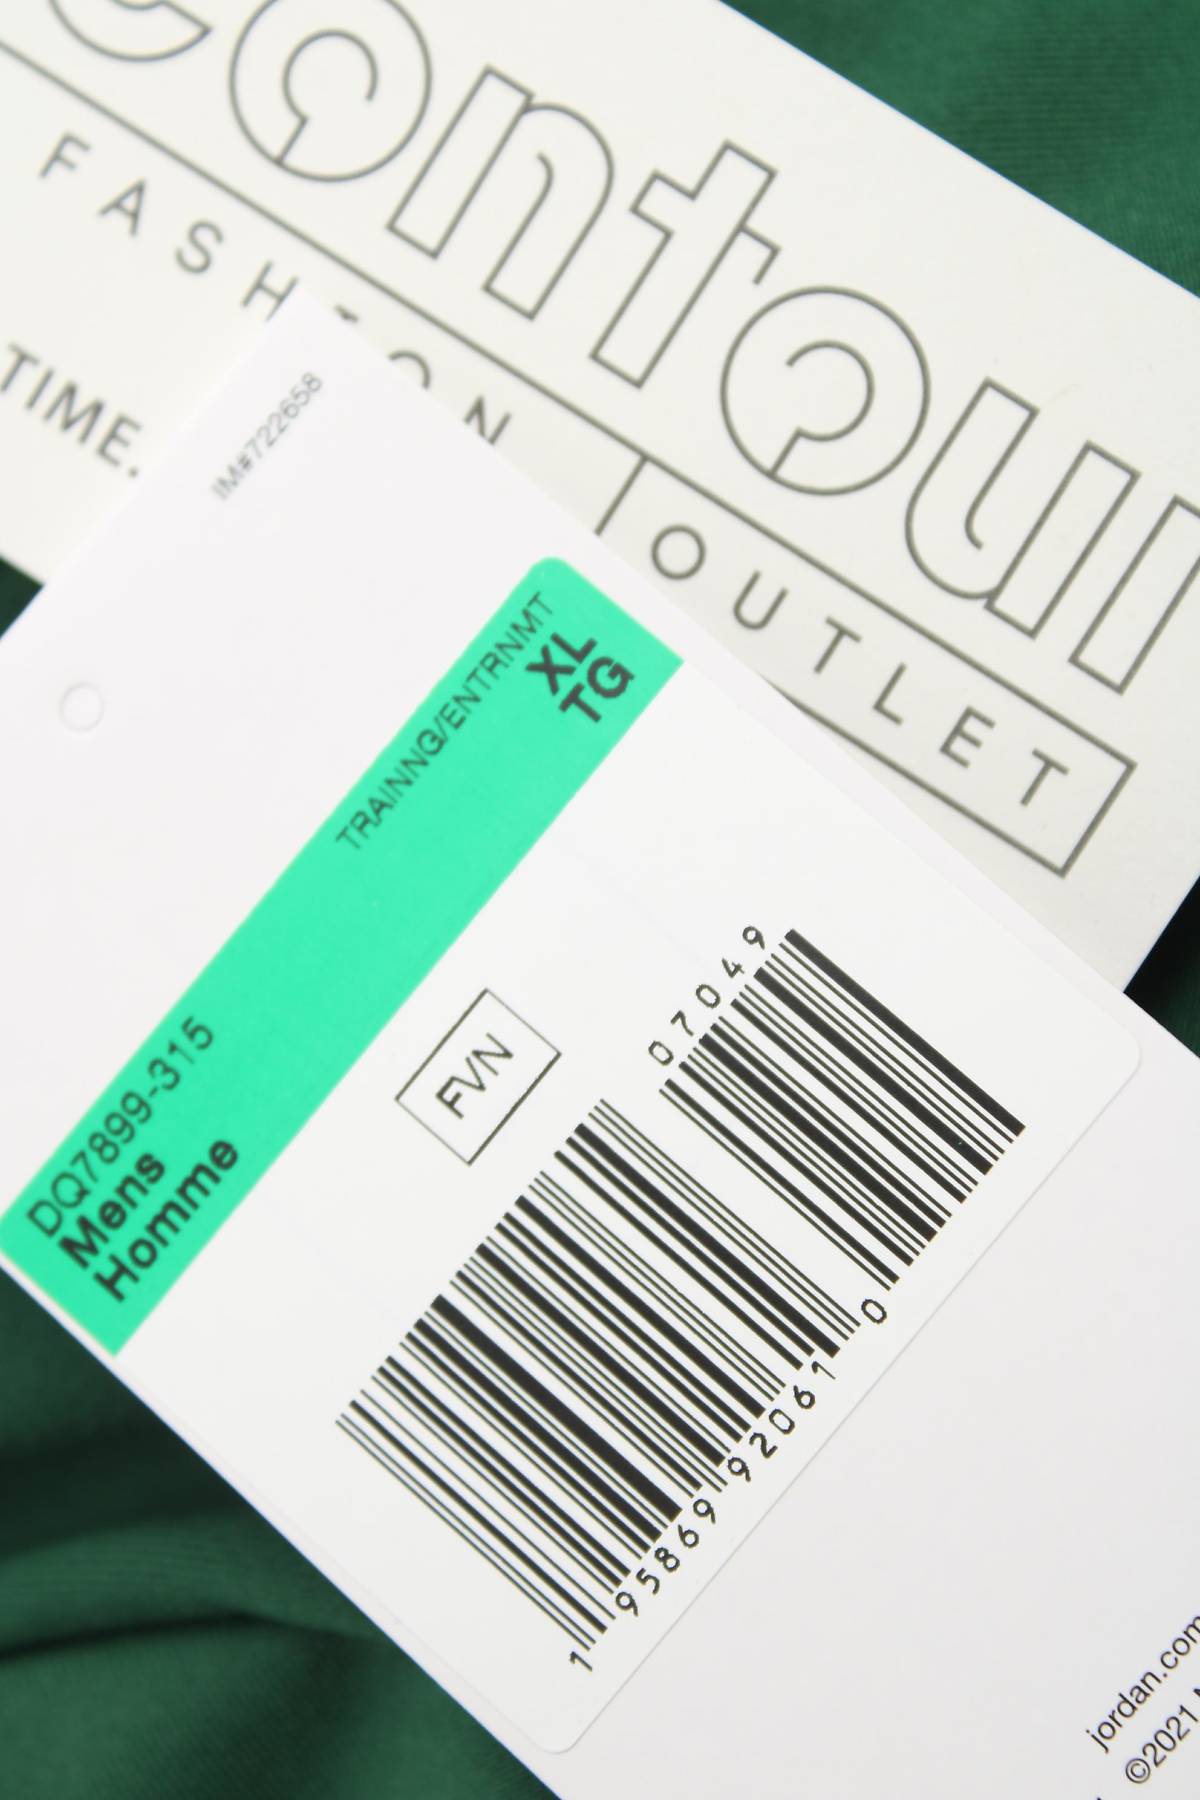 contour
FASHION OUTLET
TIME.
IM#722658
TRAINNG/ENTRNMT
XL
TG
DQ7899-315
Mens
Homme
FVN
07049
1 95869 92061 0
jordan.com
©2021